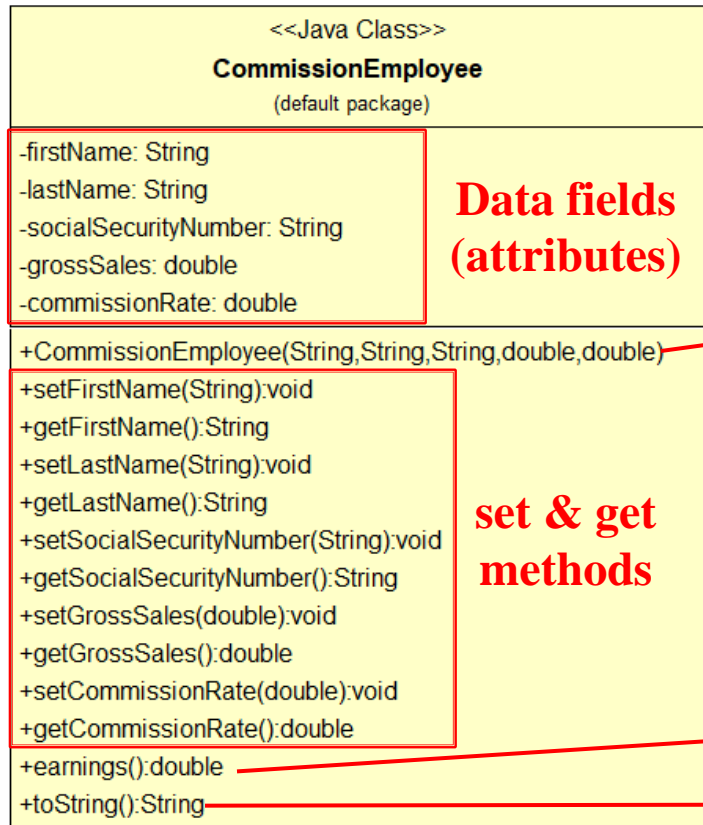 <<Java Class>>
CommissionEmployee
(default package)
-firstName: String
-lastName: String
-socialSecurityNumber: String
-grossSales: double
-commissionRate: double
Data fields
(attributes)
+CommissionEmployee(String,String,String,double,double)
+setFirstName(String):void
+getFirstName():String
+setLastName(String):void
+getLastName():String
+setSocialSecurityNumber(String):void
+getSocialSecurityNumber():String
+setGrossSales(double):void
+getGrossSales():double
+setCommissionRate(double):void
+getCommissionRate():double
set & get
methods
+earnings():double
+toString():String